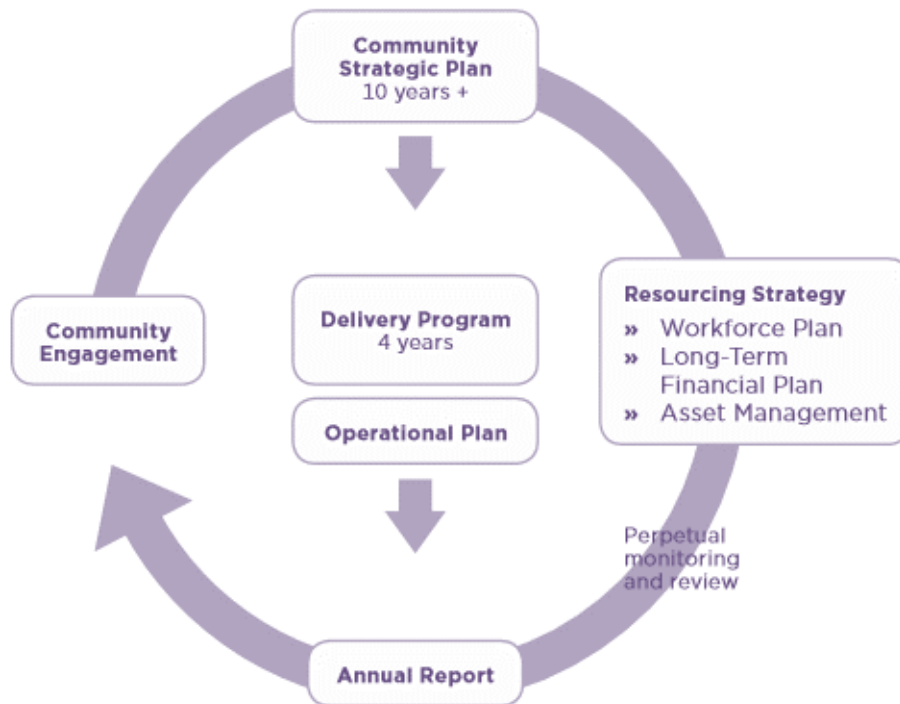 Community
Strategic Plan
10 years +
Community
Engagement
Delivery Program
4 years
Operational Plan
Resourcing Strategy
» Workforce Plan
» Long-Term
Financial Plan
» Asset Management
Perpetual
monitoring
and review
Annual Report